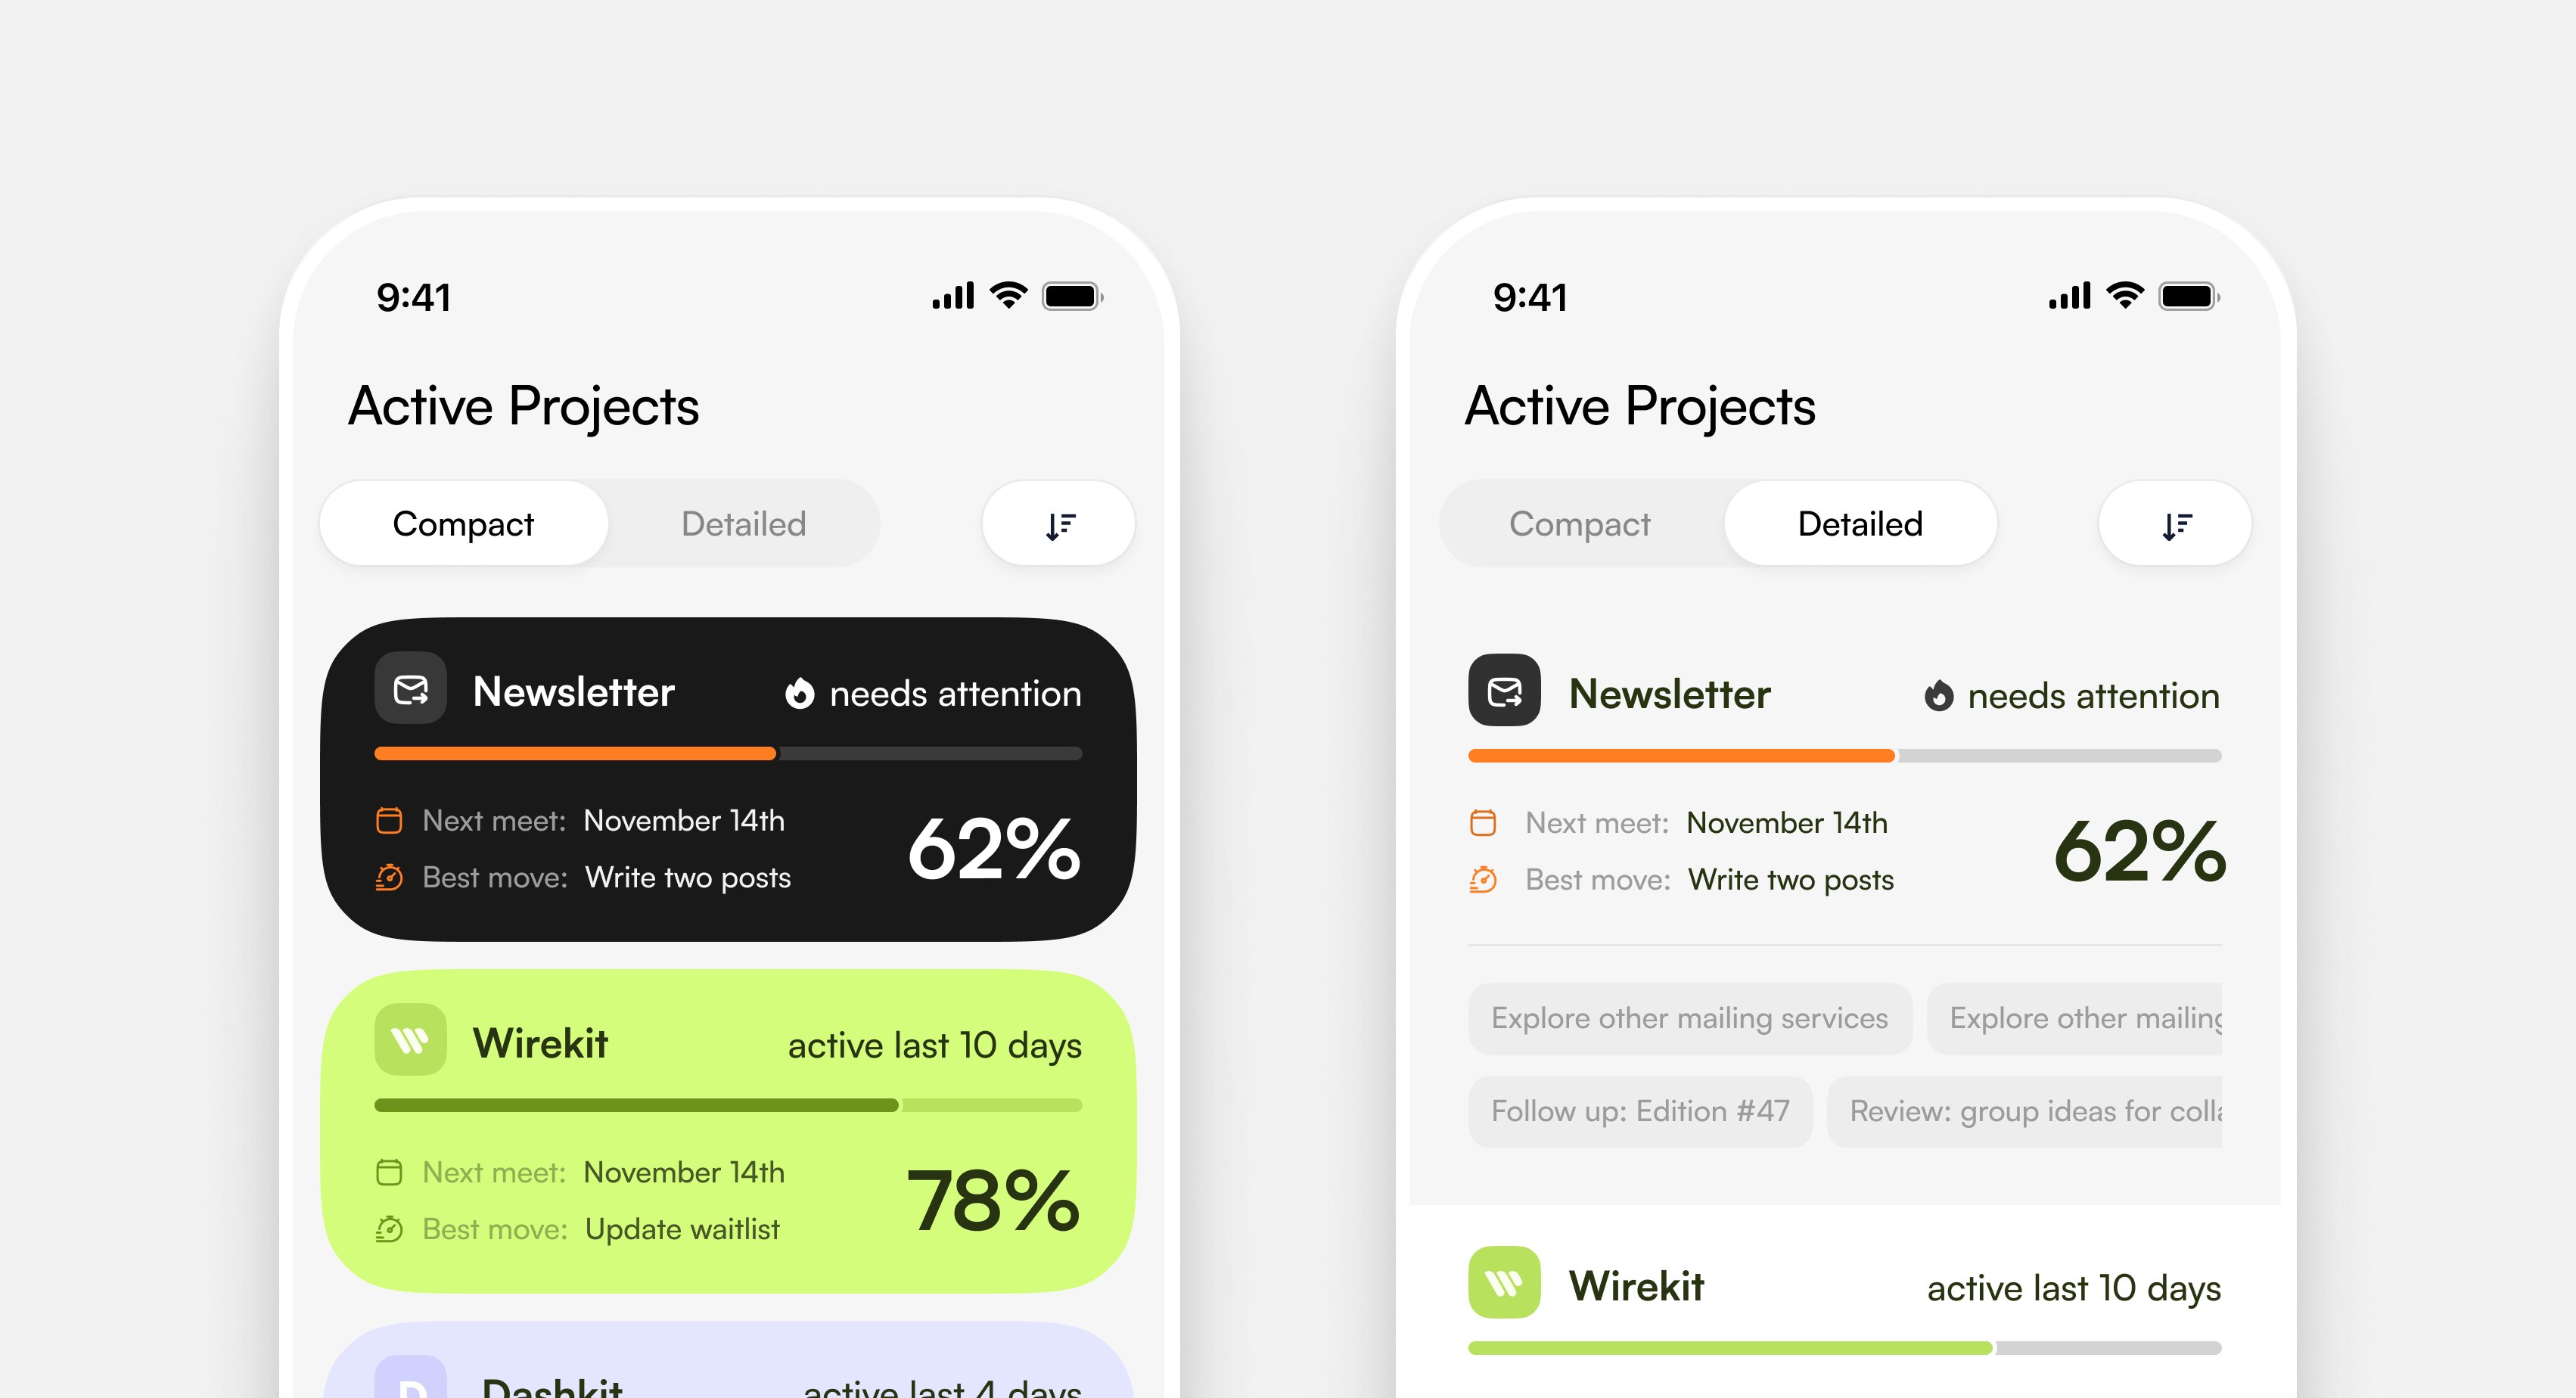 9:41
Active Projects
Compact
Detailed
Newsletter
needs attention
Next meet: November 14th
Best move: Write two posts
62%
Wirekit
active last 10 days
Next meet: November 14th
Best move: Update waitlist
78%
D
Dashkit
active last 4 days
9:41
Active Projects
Compact
Detailed
Newsletter
needs attention
Next meet: November 14th
Best move: Write two posts
62%
Explore other mailing services
Explore other mailing
Follow up: Edition #47
Review: group ideas for colla
Wirekit
active last 10 days